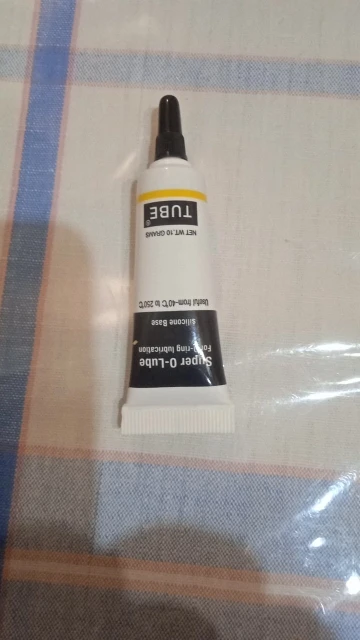 Super O-Lube
For O-ring lubrication
silicone Base
Useful from-40℃ to 250℃
NET WT.10 GRAMS
TUBE®